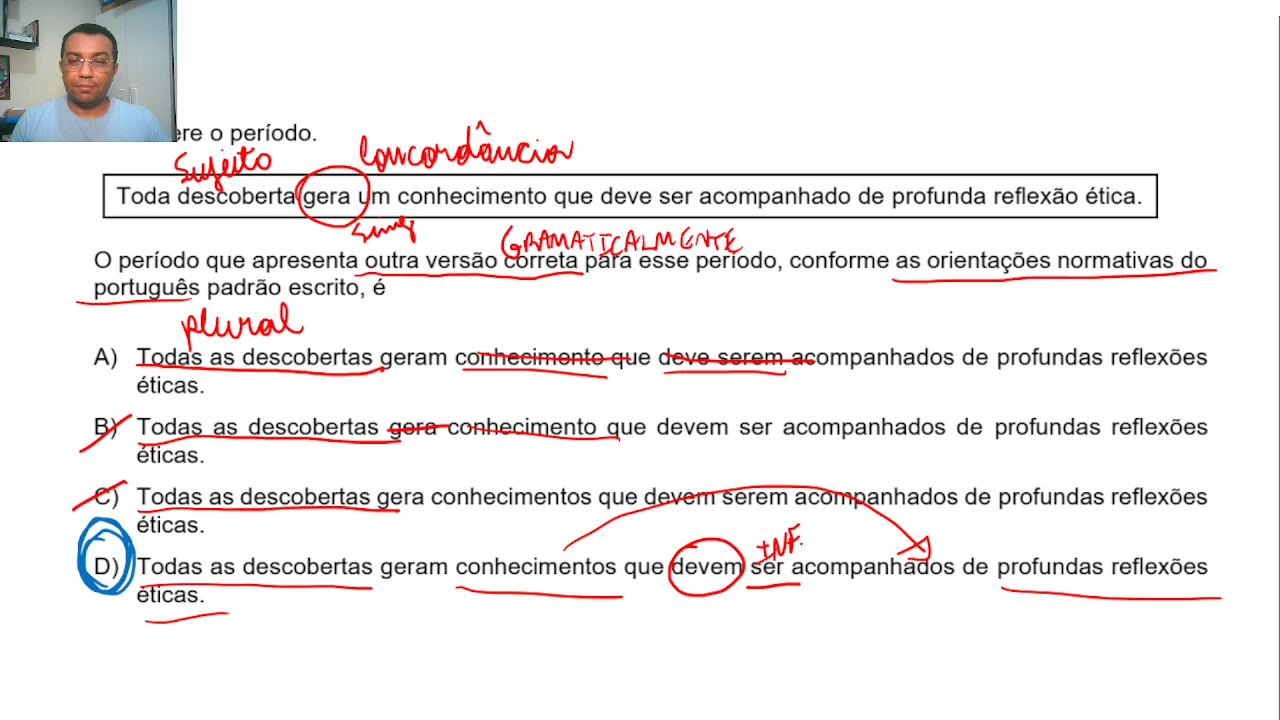 ere o período.
Sujeito
Concordância
Toda descoberta gera um conhecimento que deve ser acompanhado de profunda reflexão ética.
GRAMATICALMENTE
O período que apresenta outra versão correta para esse período, conforme as orientações normativas do
português padrão escrito, é
plural
A) Todas as descobertas geram conhecimento que deve serem acompanhados de profundas reflexões
éticas.
B) Todas as descobertas gera conhecimento que devem ser acompanhados de profundas reflexões
éticas.
C) Todas as descobertas gera conhecimentos que devem serem acompanhados de profundas reflexões
éticas.
INF.
D) Todas as descobertas geram conhecimentos que devem ser acompanhados de profundas reflexões
éticas.